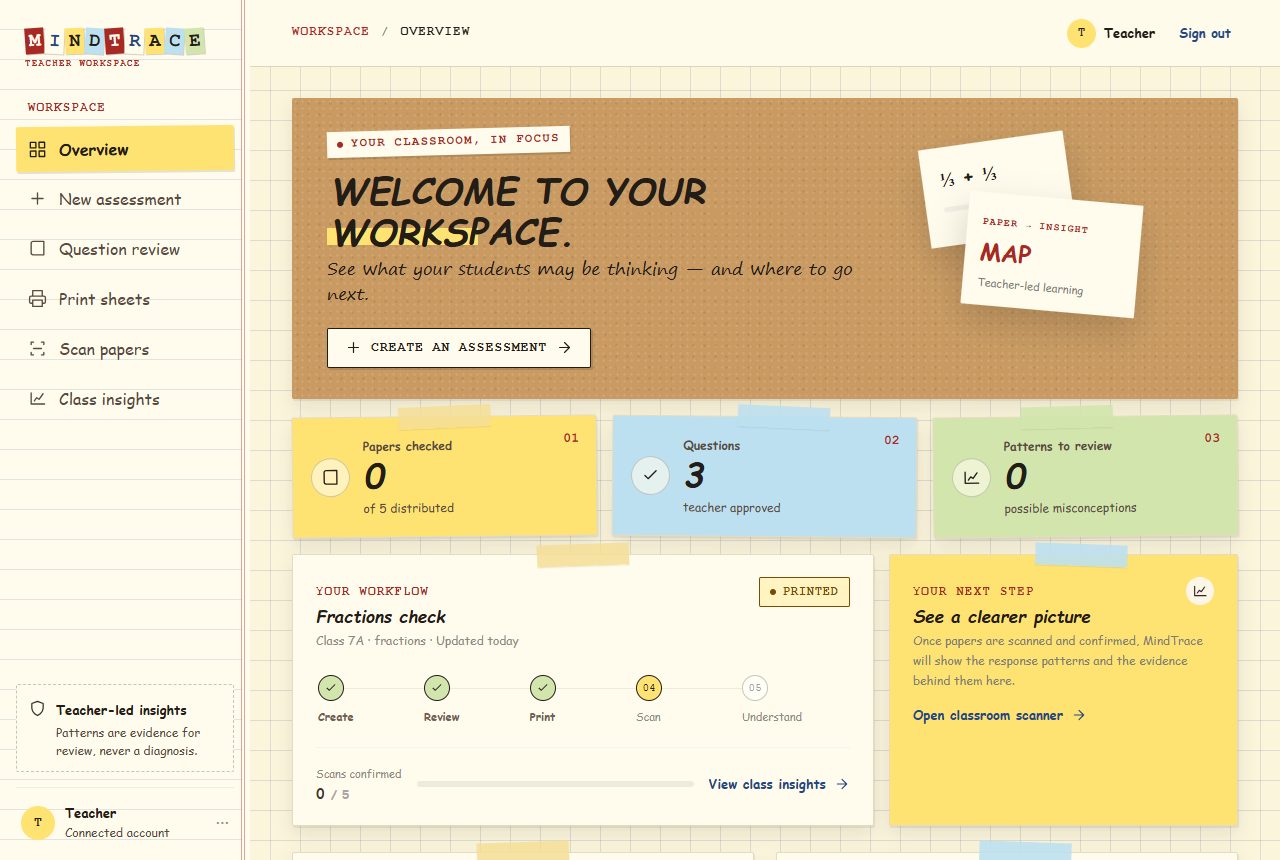 MINDTRACE
TEACHER WORKSPACE
WORKSPACE
Overview
New assessment
Question review
Print sheets
Scan papers
Class insights
Teacher-led insights
Patterns are evidence for
review, never a diagnosis.
T
Teacher
Connected account
...
WORKSPACE / OVERVIEW
T Teacher Sign out
YOUR CLASSROOM, IN FOCUS
WELCOME TO YOUR
WORKSPACE.
See what your students may be thinking — and where to go
next.
+ CREATE AN ASSESSMENT →
⅓ + ⅓
PAPER → INSIGHT
MAP
Teacher-led learning
Papers checked
01
0
of 5 distributed
Questions
02
3
teacher approved
Patterns to review
03
0
possible misconceptions
YOUR WORKFLOW
PRINTED
Fractions check
Class 7A · fractions · Updated today
04 05
Create Review Print Scan Understand
Scans confirmed
0 / 5
View class insights →
YOUR NEXT STEP
See a clearer picture
Once papers are scanned and confirmed, MindTrace
will show the response patterns and the evidence
behind them here.
Open classroom scanner →